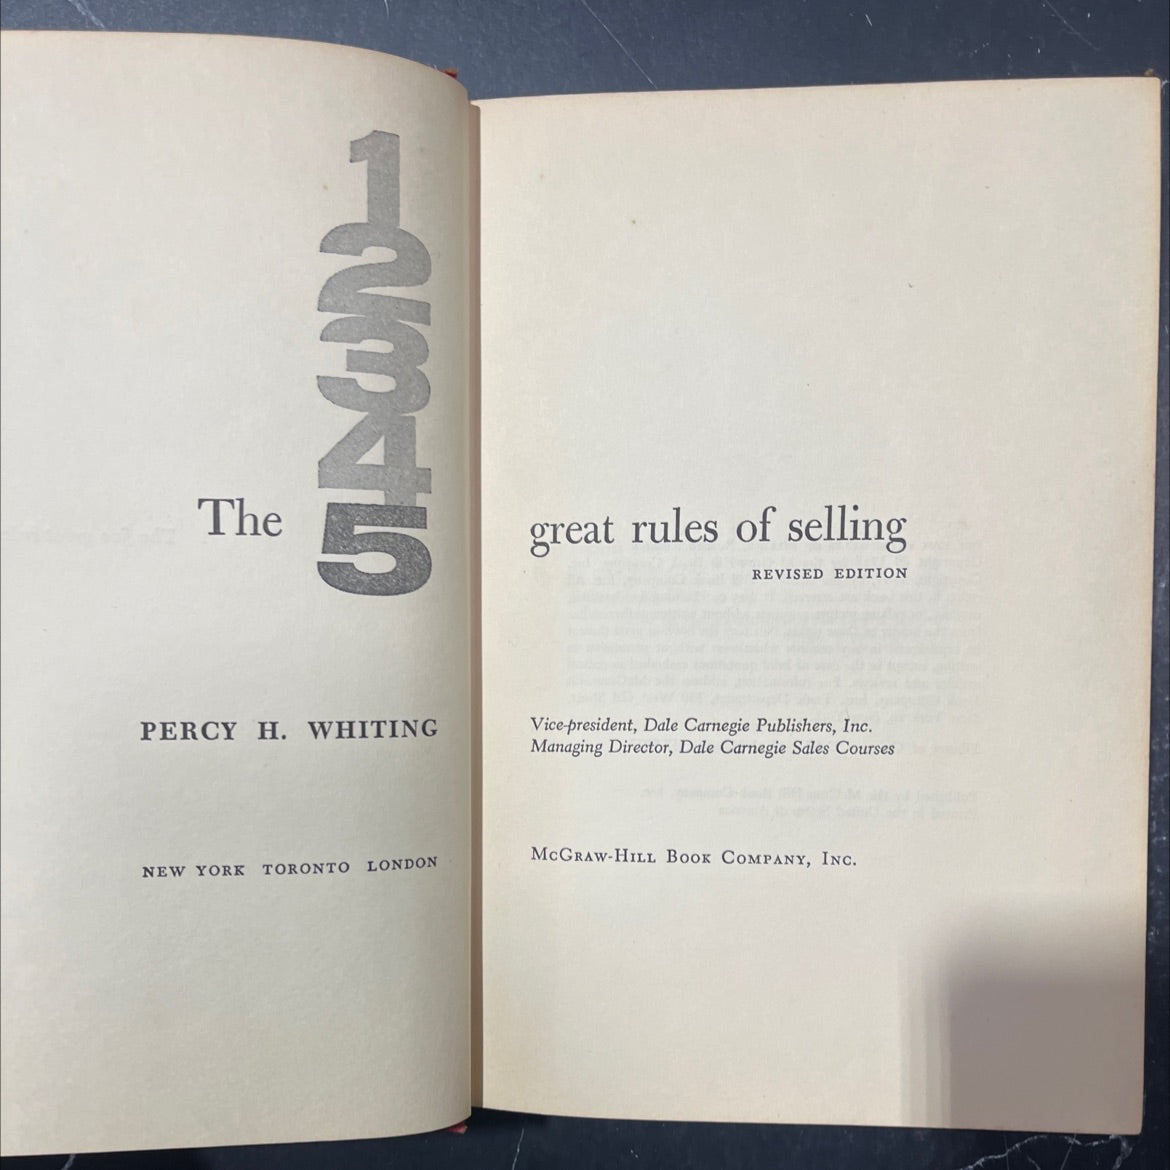 1
2
3
4
The 5 great rules of selling
REVISED EDITION
PERCY H. WHITING
Vice-president, Dale Carnegie Publishers, Inc.
Managing Director, Dale Carnegie Sales Courses
NEW YORK TORONTO LONDON
McGRAW-HILL BOOK COMPANY, INC.